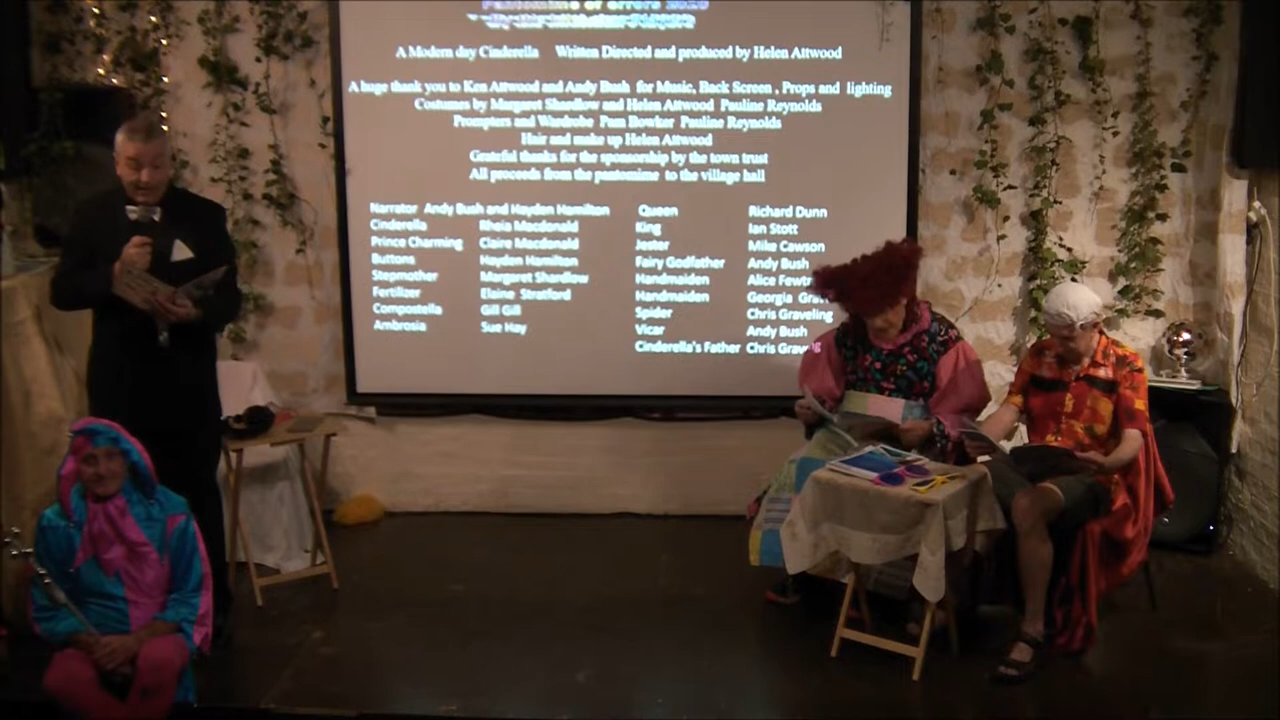 Pantomime of errors 2020
A Modern day Cinderella Written Directed and produced by Helen Attwood
A huge thank you to Ken Attwood and Andy Bush for Music, Back Screen , Props and lighting
Costumes by Margaret Shardlow and Helen Attwood Pauline Reynolds
Prompters and Wardrobe Pam Bowker Pauline Reynolds
Hair and make up Helen Attwood
Grateful thanks for the sponsorship by the town trust
All proceeds from the pantomime to the village hall
Narrator Andy Bush and Hayden Hamilton
Cinderella Rheia Macdonald
Prince Charming Claire Macdonald
Buttons Hayden Hamilton
Stepmother Margaret Shardlow
Fertilizer Elaine Stratford
Compostella Gill Gill
Ambrosia Sue Hay
Queen Richard Dunn
King Ian Stott
Jester Mike Cawson
Fairy Godfather Andy Bush
Handmaiden Alice
Handmaiden Georgia
Spider Chris Graveling
Vicar Andy Bush
Cinderella's Father Chris Graveling